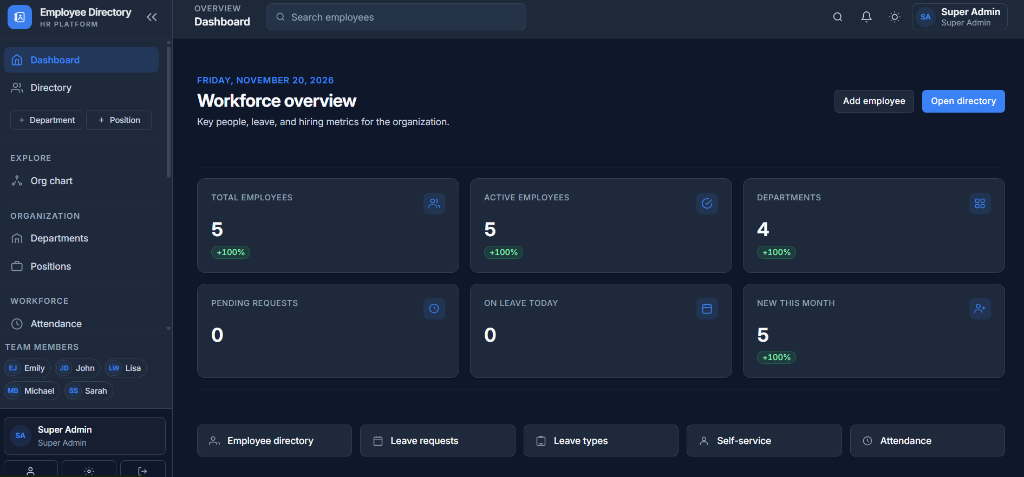 Employee Directory
HR PLATFORM
Dashboard
Directory
+ Department
+ Position
EXPLORE
Org chart
ORGANIZATION
Departments
Positions
WORKFORCE
Attendance
TEAM MEMBERS
EJ Emily
JD John
LW Lisa
MB Michael
SS Sarah
SA
Super Admin
Super Admin
OVERVIEW
Dashboard
Search employees
SA
Super Admin
Super Admin
FRIDAY, NOVEMBER 20, 2026
Workforce overview
Key people, leave, and hiring metrics for the organization.
Add employee
Open directory
TOTAL EMPLOYEES
5
+100%
ACTIVE EMPLOYEES
5
+100%
DEPARTMENTS
4
+100%
PENDING REQUESTS
0
ON LEAVE TODAY
0
NEW THIS MONTH
5
+100%
Employee directory
Leave requests
Leave types
Self-service
Attendance